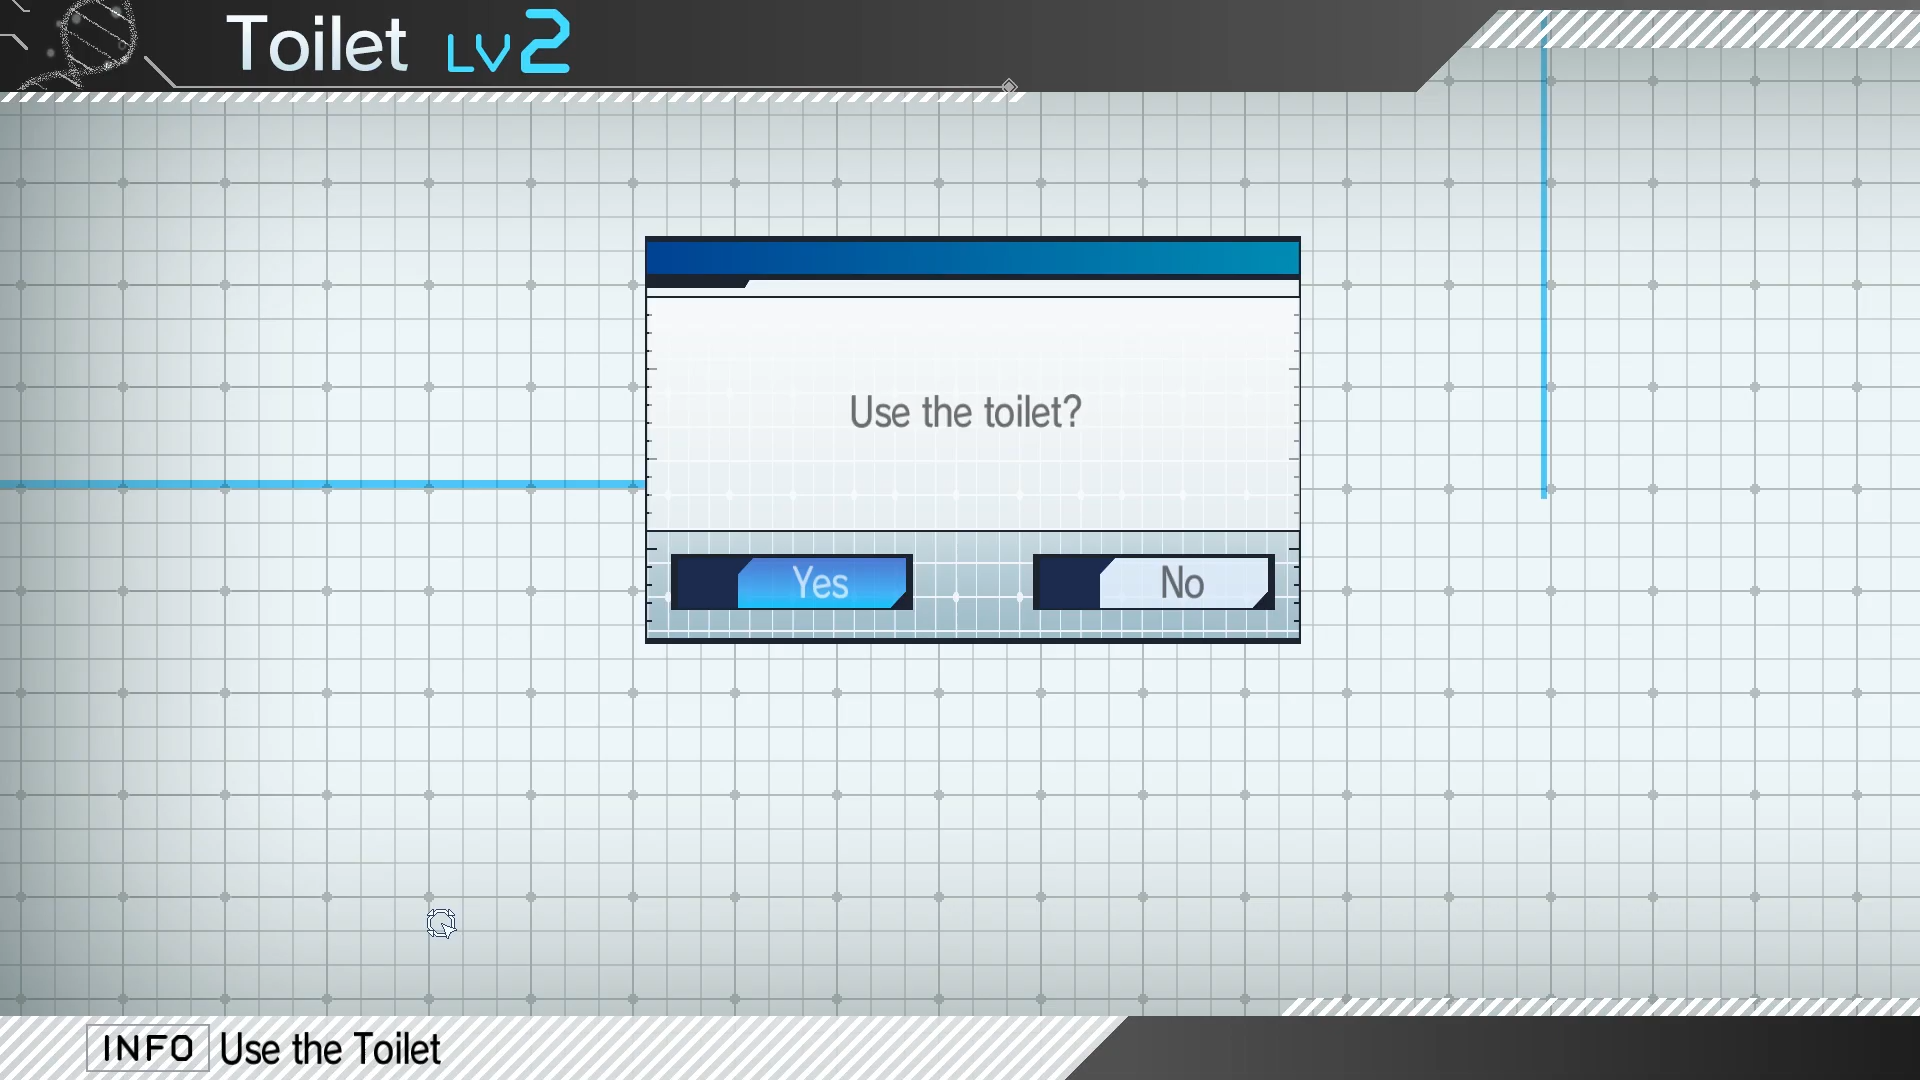 Toilet LV2
Use the toilet?
Yes No
INFO Use the Toilet